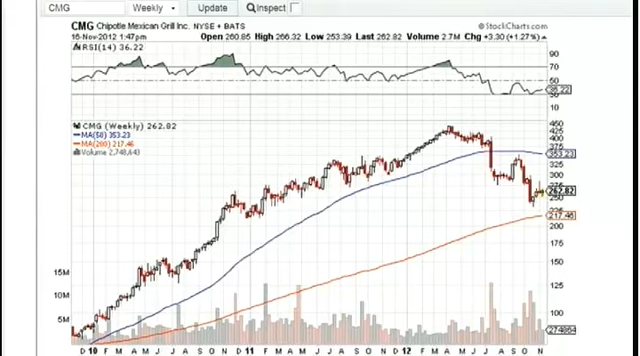 CMG Weekly Update Inspect
CMG Chipotle Mexican Grill Inc. NYSE + BATS © StockCharts.com
16-Nov-2012 1:47pm Open 260.85 High 266.32 Low 253.39 Last 262.82 Volume 2.7M Chg +3.30 (+1.27%)
RSI(14) 36.22
90
70
50
36.22
30
10
CMG (Weekly) 262.82
MA(50) 353.23
MA(200) 217.46
Volume 2,748,643
450
425
400
375
353.23
325
300
275
262.82
250
217.46
200
175
150
125
100
15M
10M
5M
D 10 F M A M J J A S O N D 11 F M A M J J A S O N D 12 F M A M J J A S O N